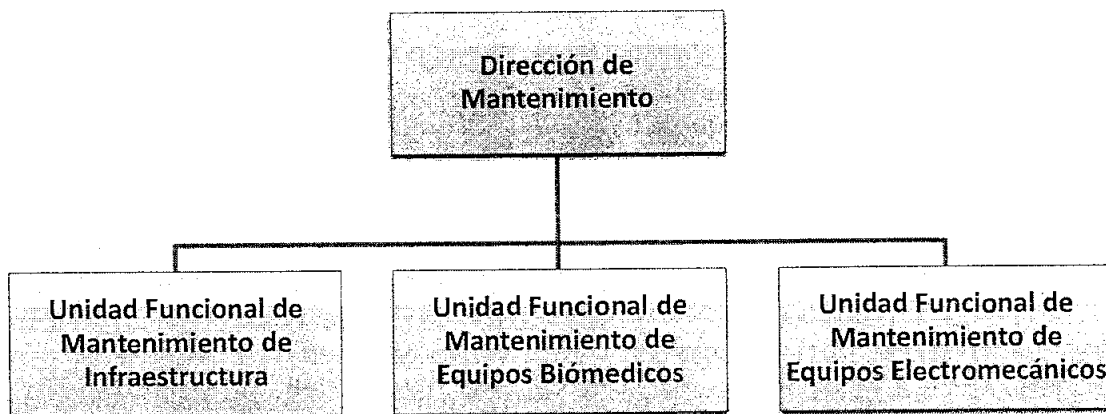 Dirección de
Mantenimiento
Unidad Funcional de
Mantenimiento de
Infraestructura
Unidad Funcional de
Mantenimiento de
Equipos Biómedicos
Unidad Funcional de
Mantenimiento de
Equipos Electromecánicos